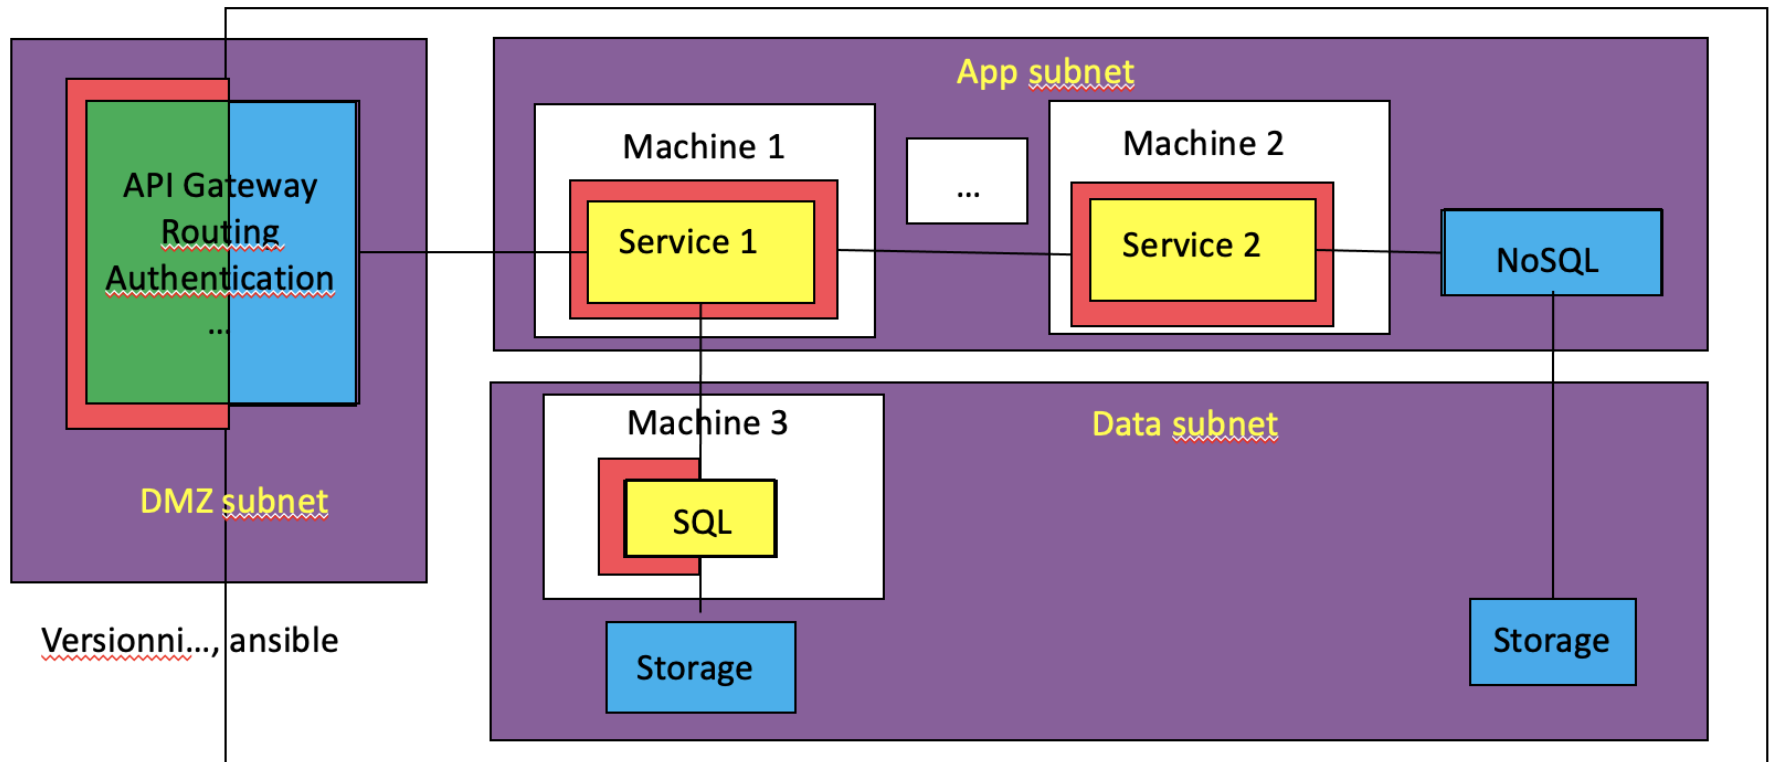 App subnet
Machine 1
Machine 2
...
API Gateway
Routing
Authentication
...
Service 1
Service 2
NoSQL
Machine 3
Data subnet
DMZ subnet
SQL
Versionni..., ansible
Storage
Storage